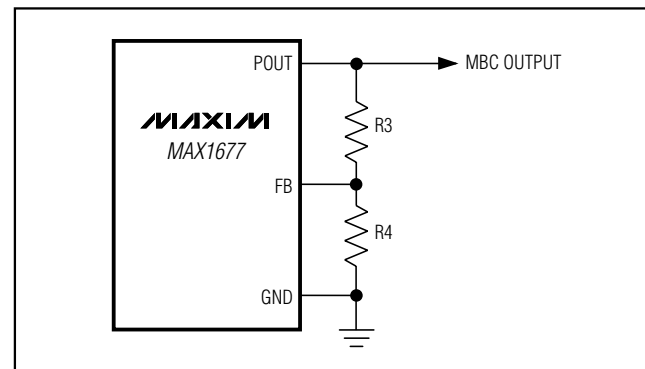 POUT
MBC OUTPUT
MAXIM
MAX1677
R3
FB
R4
GND